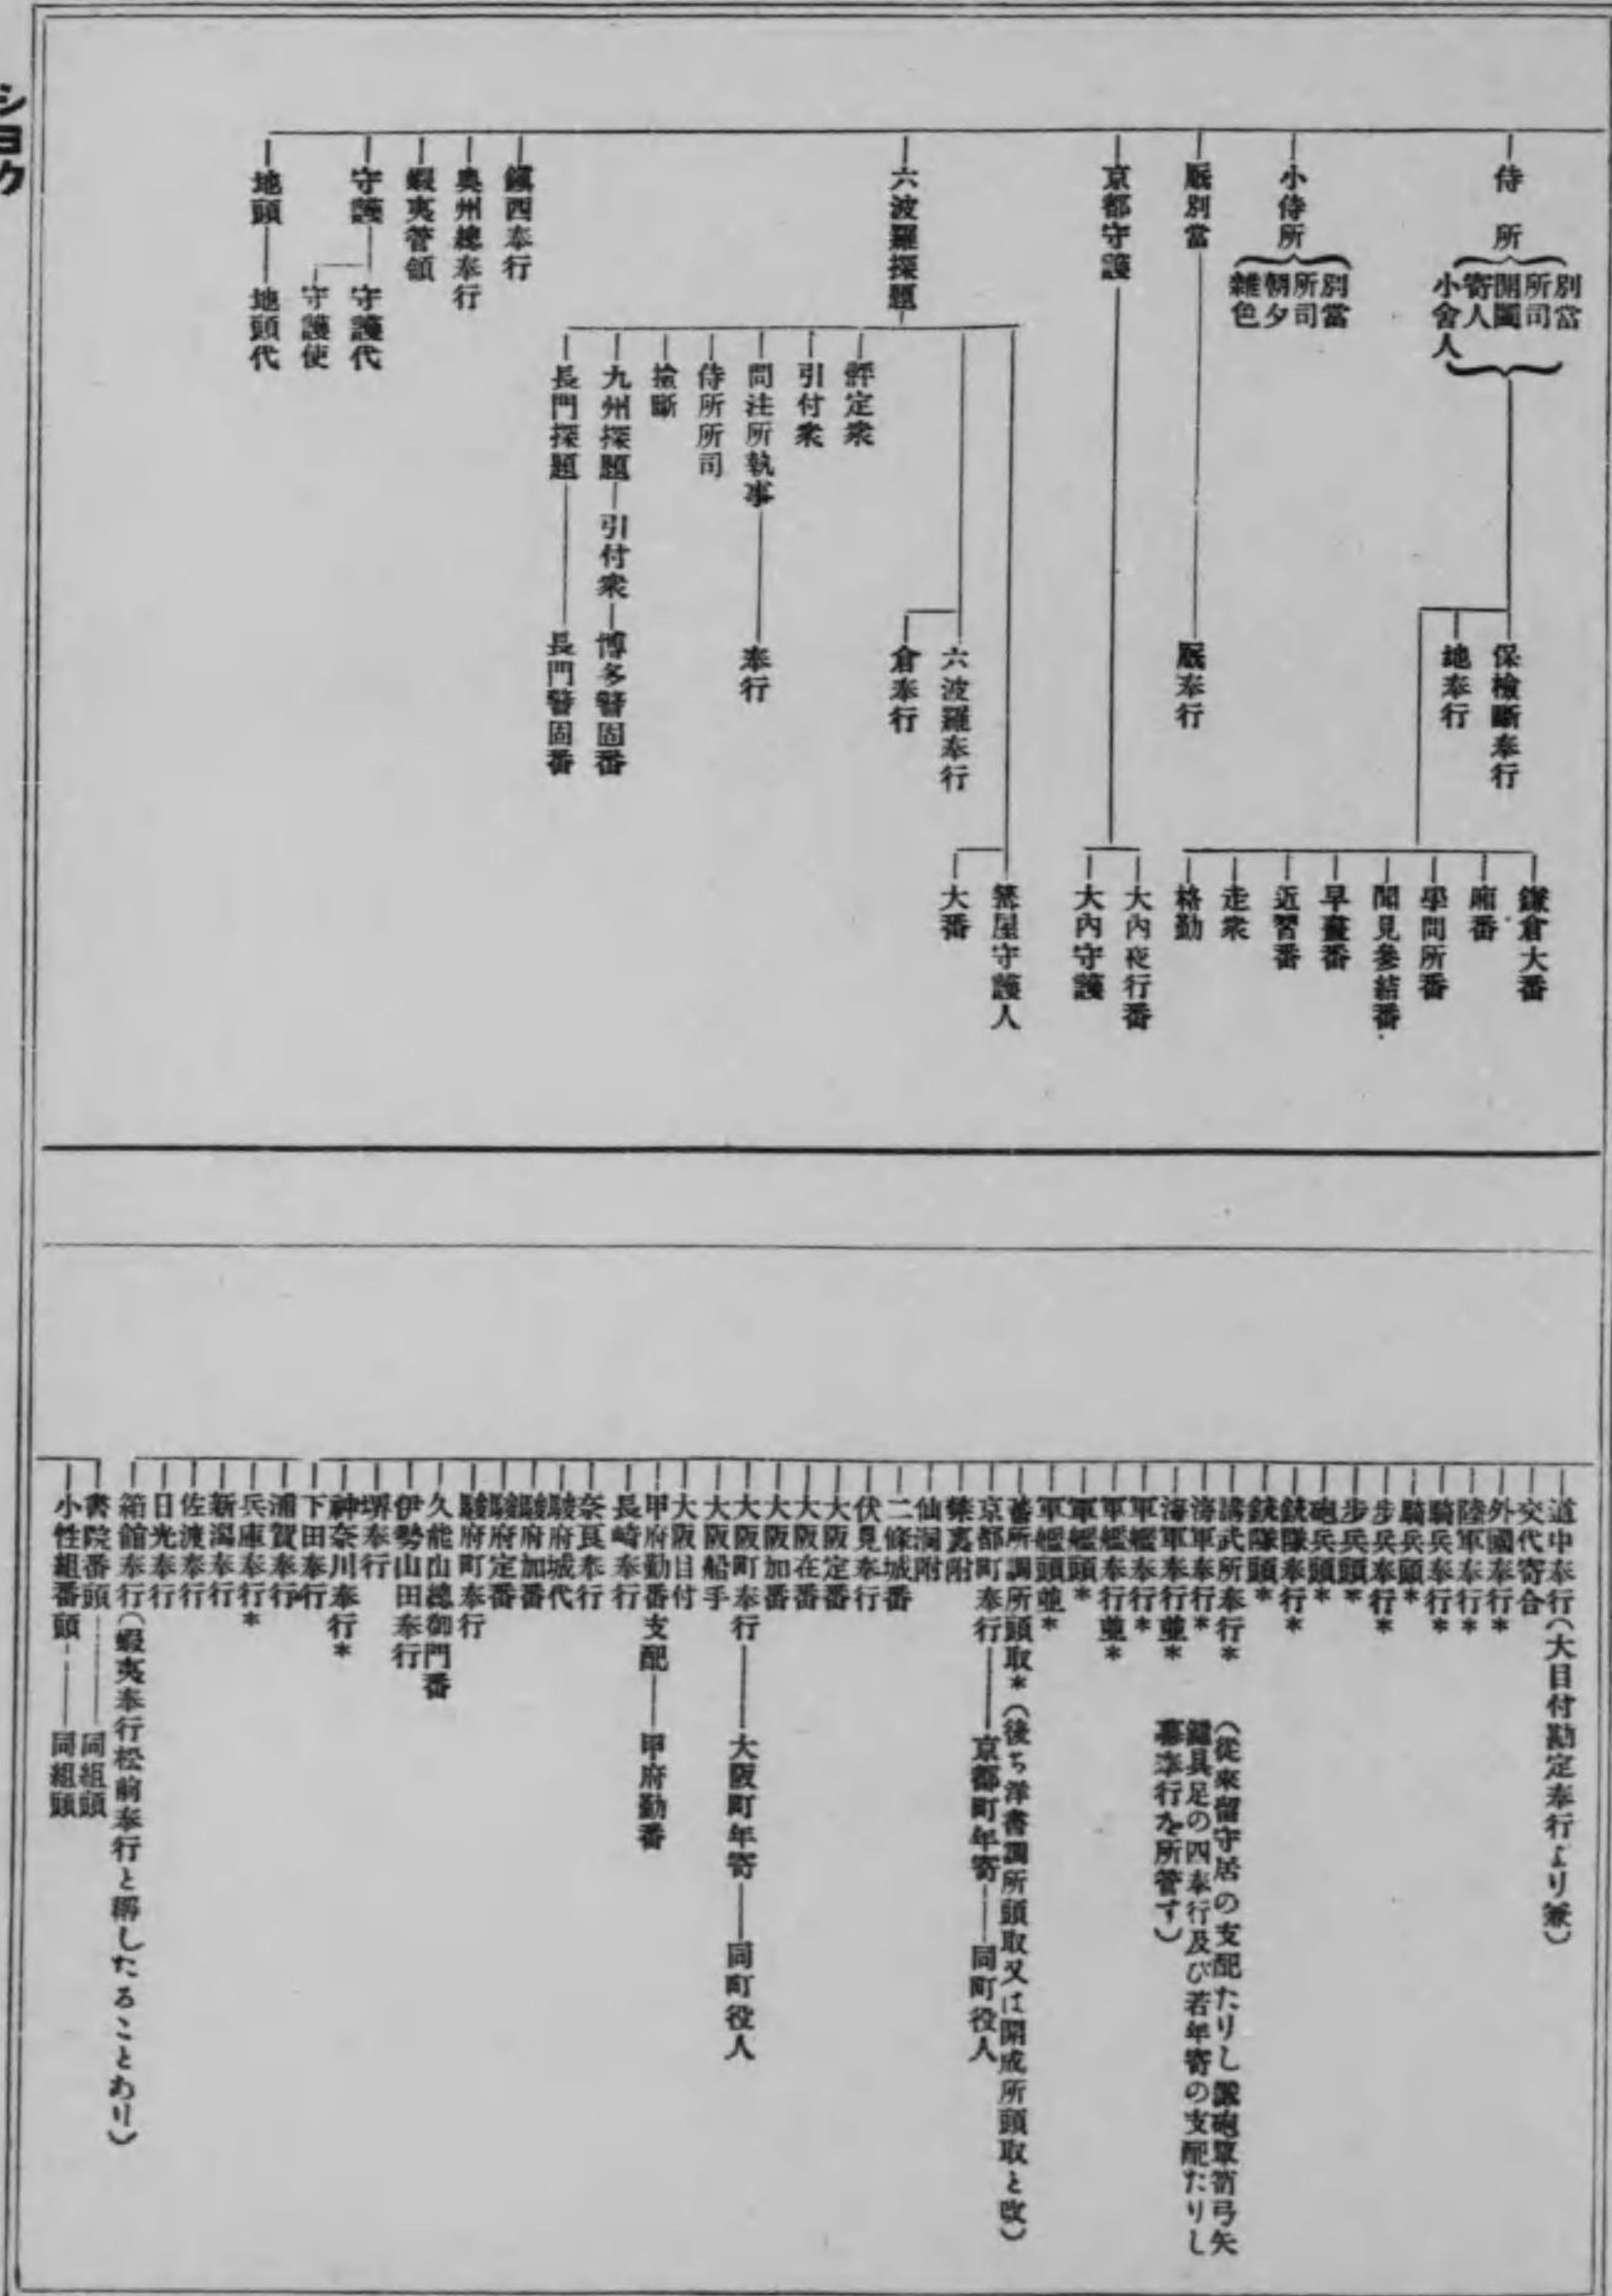 ショク
侍所
別當
所司
開闔
寄人
小舍人
保檢斷奉行
地奉行
鎌倉大番
廂番
學問所番
聞見參結番
早晝番
近習番
走衆
格勤
小侍所
別當
所司
朝夕
雜色
厩別當
厩奉行
京都守護
大內夜行番
大內守護
六波羅探題
篝屋守護人
大番
六波羅奉行
倉奉行
評定衆
引付衆
問注所執事
奉行
侍所所司
撿斷
九州探題
引付衆
博多警固番
長門探題
長門警固番
鎭西奉行
奥州總奉行
蝦夷管領
守護
守護代
守護使
地頭
地頭代
道中奉行(大目付勘定奉行より兼)
交代寄合
外國奉行*
陸軍奉行*
騎兵奉行*
騎兵頭*
步兵奉行*
步兵頭*
砲兵頭*
銃隊奉行*
銃隊頭*
講武所奉行*
(從來留守居の支配たりし鐵砲簞笥弓矢
鎗具足の四奉行及び若年寄の支配たりし
幕奉行を所管す)
海軍奉行*
海軍奉行並*
軍艦奉行*
軍艦奉行並*
軍艦頭*
軍艦頭並*
蕃所調所頭取*(後ち洋書調所頭取又は開成所頭取と改)
京都町奉行
京都町年寄
同町役人
禁裏附
仙洞附
二條城番
伏見奉行
大阪定番
大阪在番
大阪加番
大阪町奉行
大阪町年寄
同町役人
大阪船手
大阪目付
甲府勤番支配
甲府勤番
長崎奉行
奈良奉行
駿府城代
駿府加番
駿府定番
駿府町奉行
久能山總御門番
伊勢山田奉行
堺奉行
神奈川奉行*
下田奉行
浦賀奉行
兵庫奉行*
新潟奉行
佐渡奉行
日光奉行
箱館奉行(蝦夷奉行松前奉行と稱したることあり)
書院番頭
同組頭
小性組番頭
同組頭